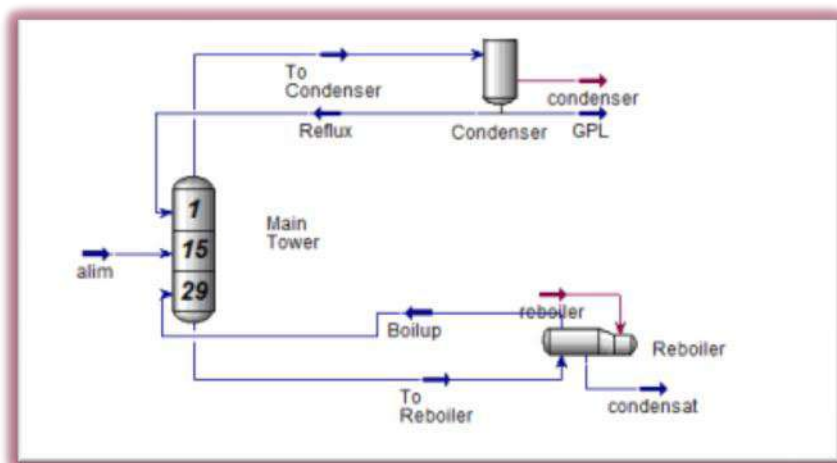 To
Condenser
condenser
Reflux
Condenser
GPL
1
Main
Tower
15
alim
29
reboiler
Boilup
Reboiler
To
Reboiler
condensat